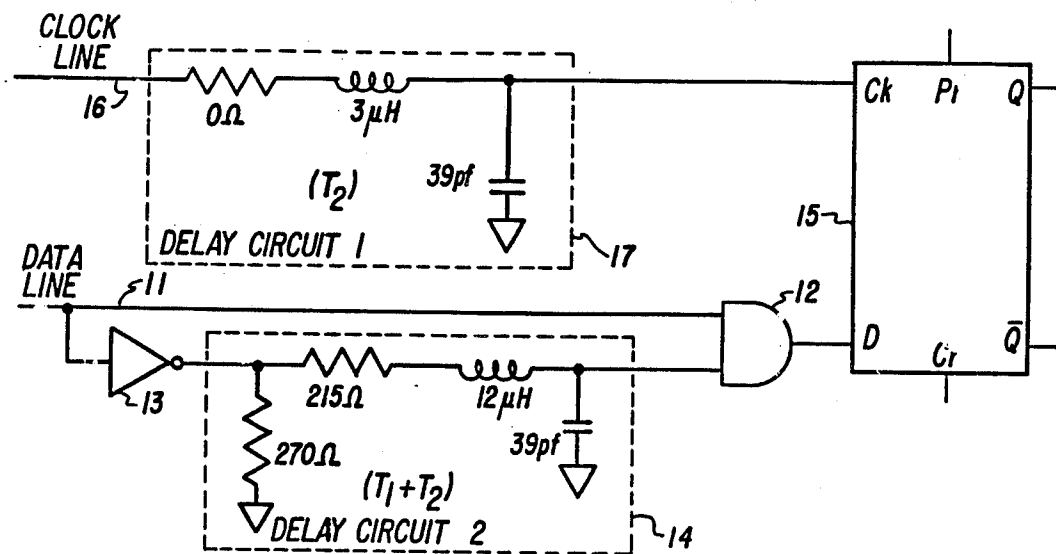 CLOCK
LINE
16
0Ω
3μH
39pf
(T2)
DELAY CIRCUIT 1
17
Ck
Pr
Q
15
DATA
LINE
11
12
D
Cr
Q̅
13
215Ω
12μH
270Ω
39pf
(T1+T2)
DELAY CIRCUIT 2
14